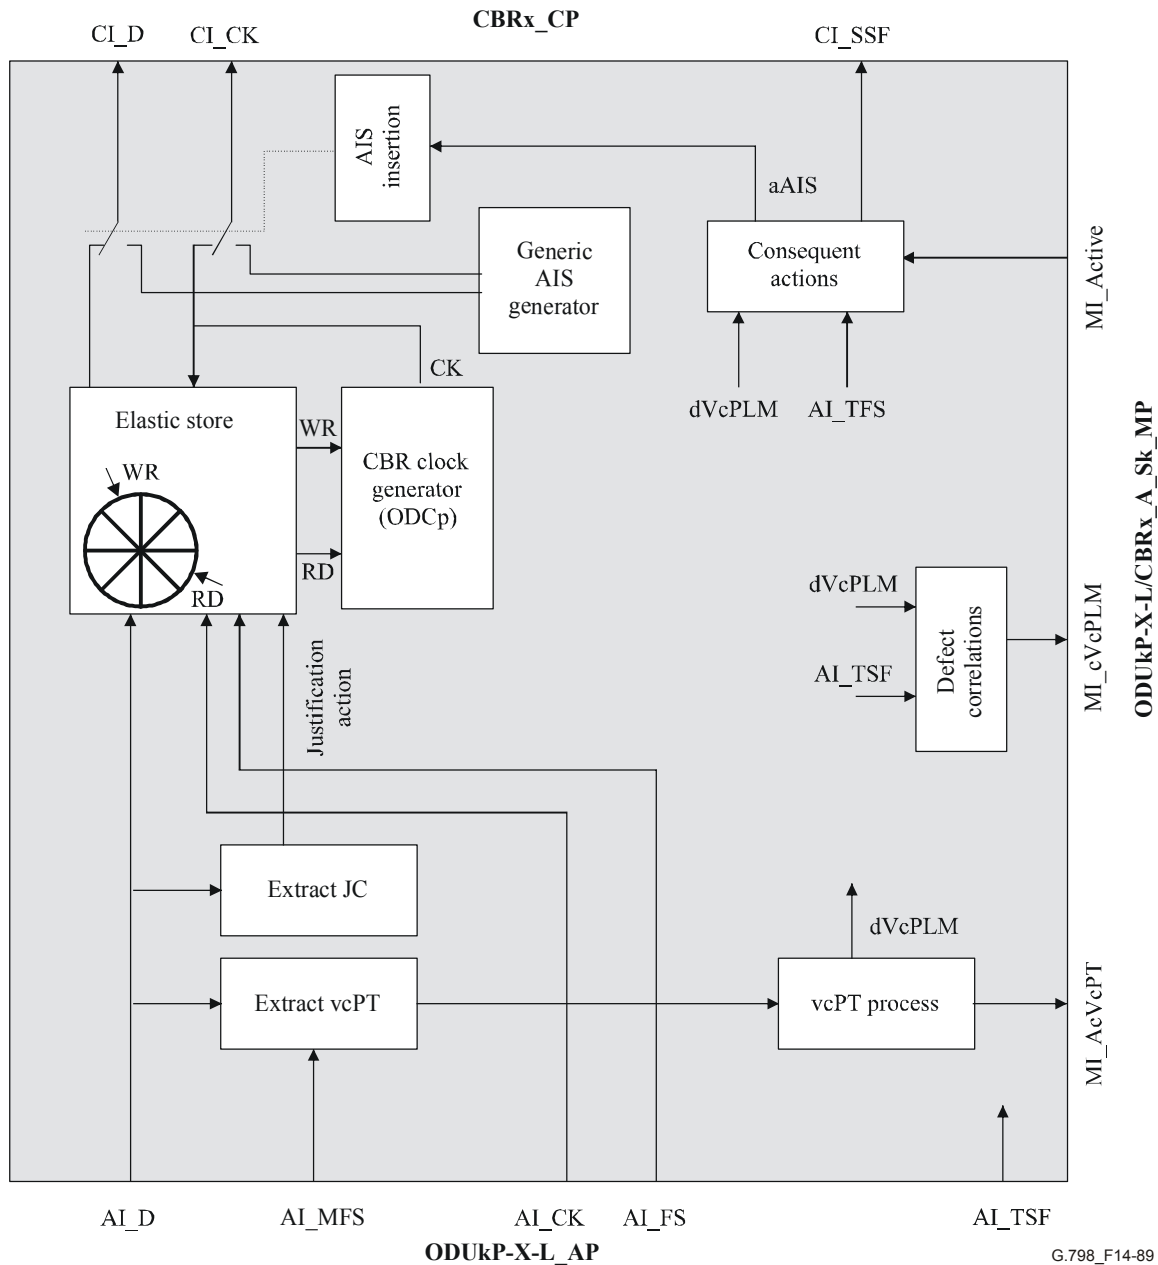 CBRx_CP
CI_D
CI_CK
CI_SSF
AIS
insertion
aAIS
Generic
AIS
generator
Consequent
actions
MI_Active
CK
dVcPLM
AI_TFS
Elastic store
WR
WR
CBR clock
generator
(ODCp)
RD
RD
ODUkP-X-L/CBRx_A_Sk_MP
dVcPLM
AI_TSF
Defect
correlations
MI_cVcPLM
Justification
action
Extract JC
dVcPLM
Extract vcPT
vcPT process
MI_AcVcPT
AI_D
AI_MFS
AI_CK
AI_FS
AI_TSF
ODUkP-X-L_AP
G.798_F14-89